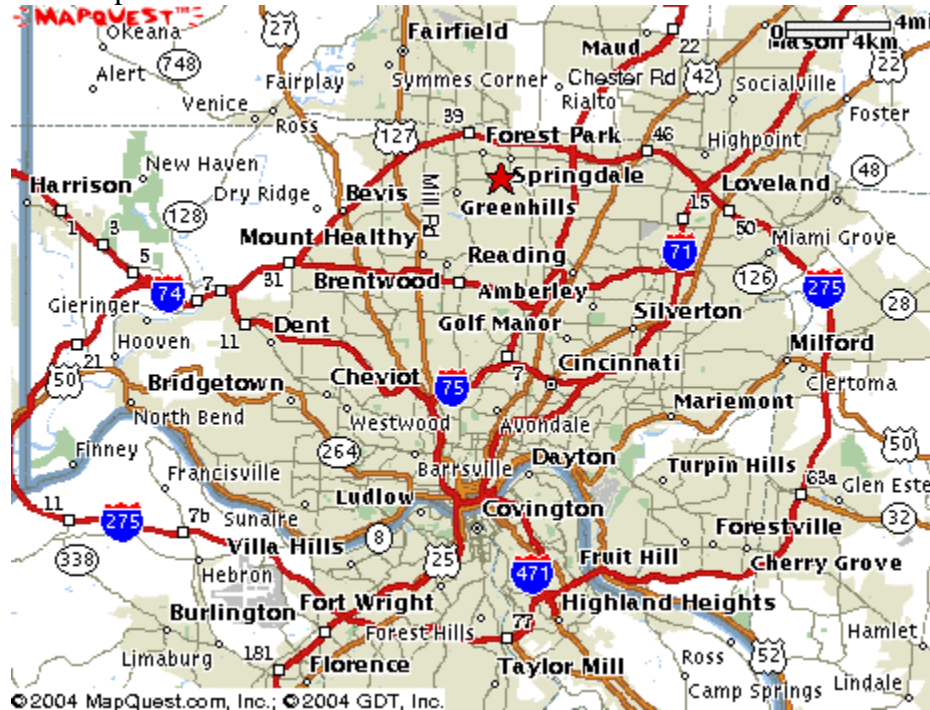 MAPQUEST
Okeana
27
Fairfield
Maud
22
0
4mi
4km
Mason
748
Alert
Fairplay
Symmes Corner
Chester Rd
42
Socialville
22
Venice
Ross
Rialto
Foster
127
39
Forest Park
46
Highpoint
New Haven
48
Harrison
Dry Ridge
Bevis
Mill Rd
Springdale
Loveland
128
Greenhills
15
1
3
Mount Healthy
50
Miami Grove
5
Reading
71
7
31
Brentwood
126
275
74
Amberley
28
Gieringer
Silverton
11
Dent
Golf Manor
Hooven
Milford
21
7
Cincinnati
50
Bridgetown
Cheviot
75
Clertoma
North Bend
Westwood
Avondale
Mariemont
50
Finney
264
Barrsville
Dayton
Turpin Hills
Francisville
63a
Glen Este
11
Ludlow
Covington
275
7b
Sunaire
32
8
Forestville
338
Villa Hills
25
Fruit Hill
Cherry Grove
Hebron
471
Burlington
Fort Wright
Highland Heights
Forest Hills
77
Hamlet
Limaburg
181
Florence
Taylor Mill
Ross
52
Camp Springs
Lindale
©2004 MapQuest.com, Inc.; ©2004 GDT, Inc.